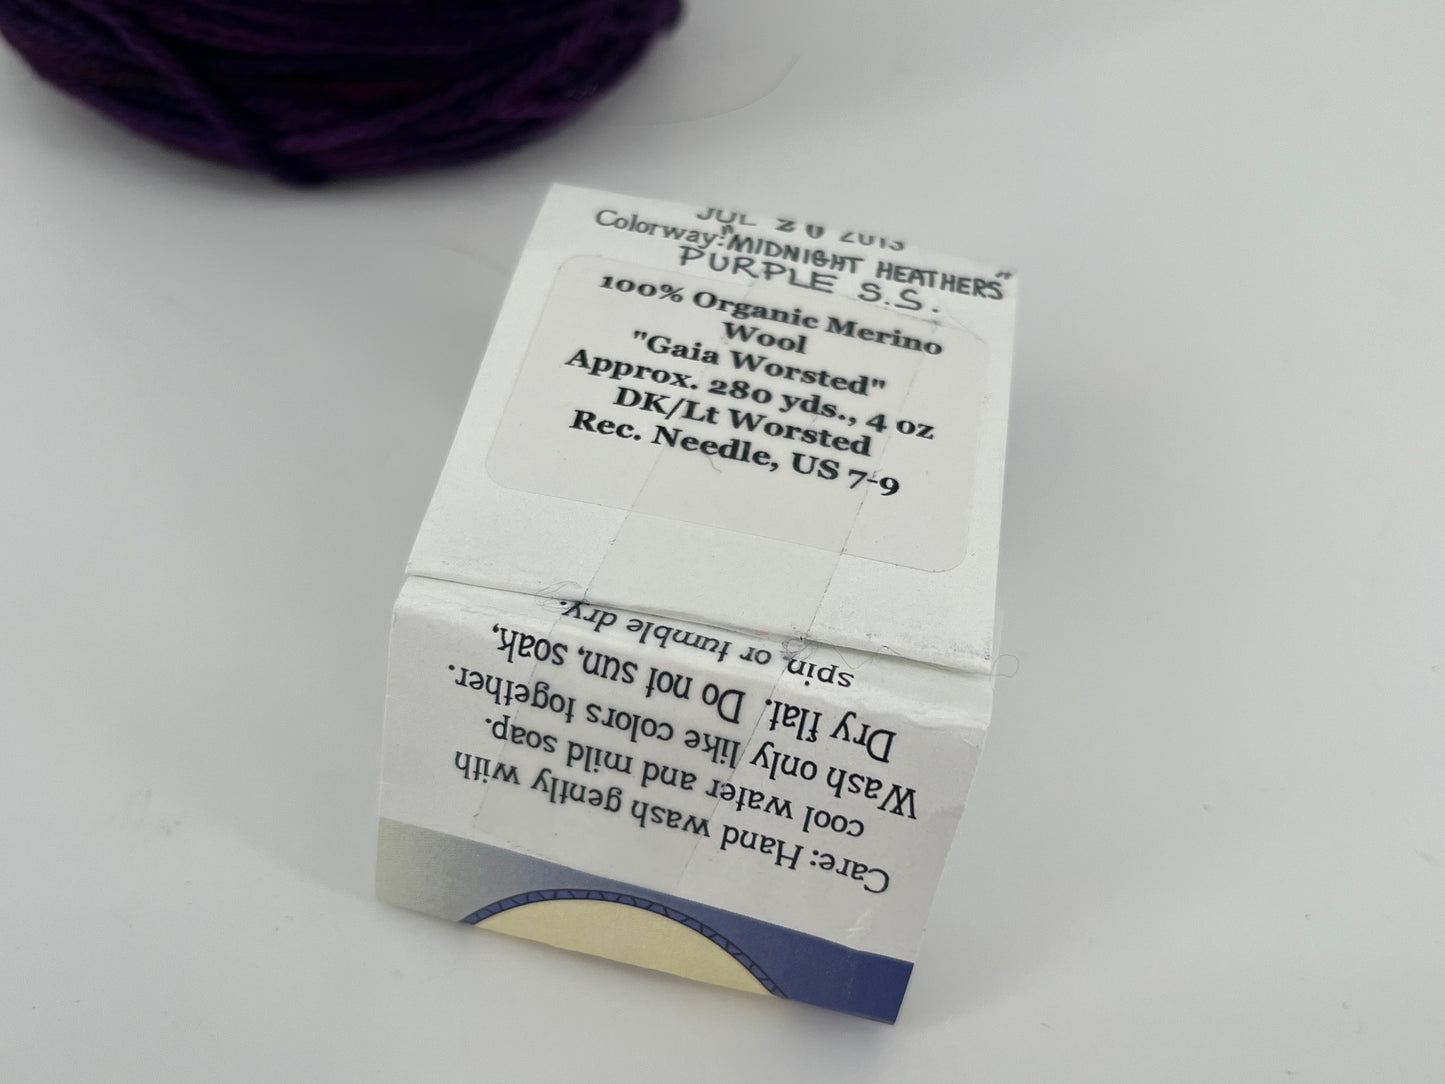 JUL 20 2013
Colorway: "MIDNIGHT HEATHERS"
PURPLE S.S.
100% Organic Merino
Wool
"Gaia Worsted"
Approx. 280 yds., 4 oz
DK/Lt Worsted
Rec. Needle, US 7-9
Care: Hand wash gently with
cool water and mild soap.
Wash only like colors together.
Dry flat. Do not sun, soak,
spin, or tumble dry.